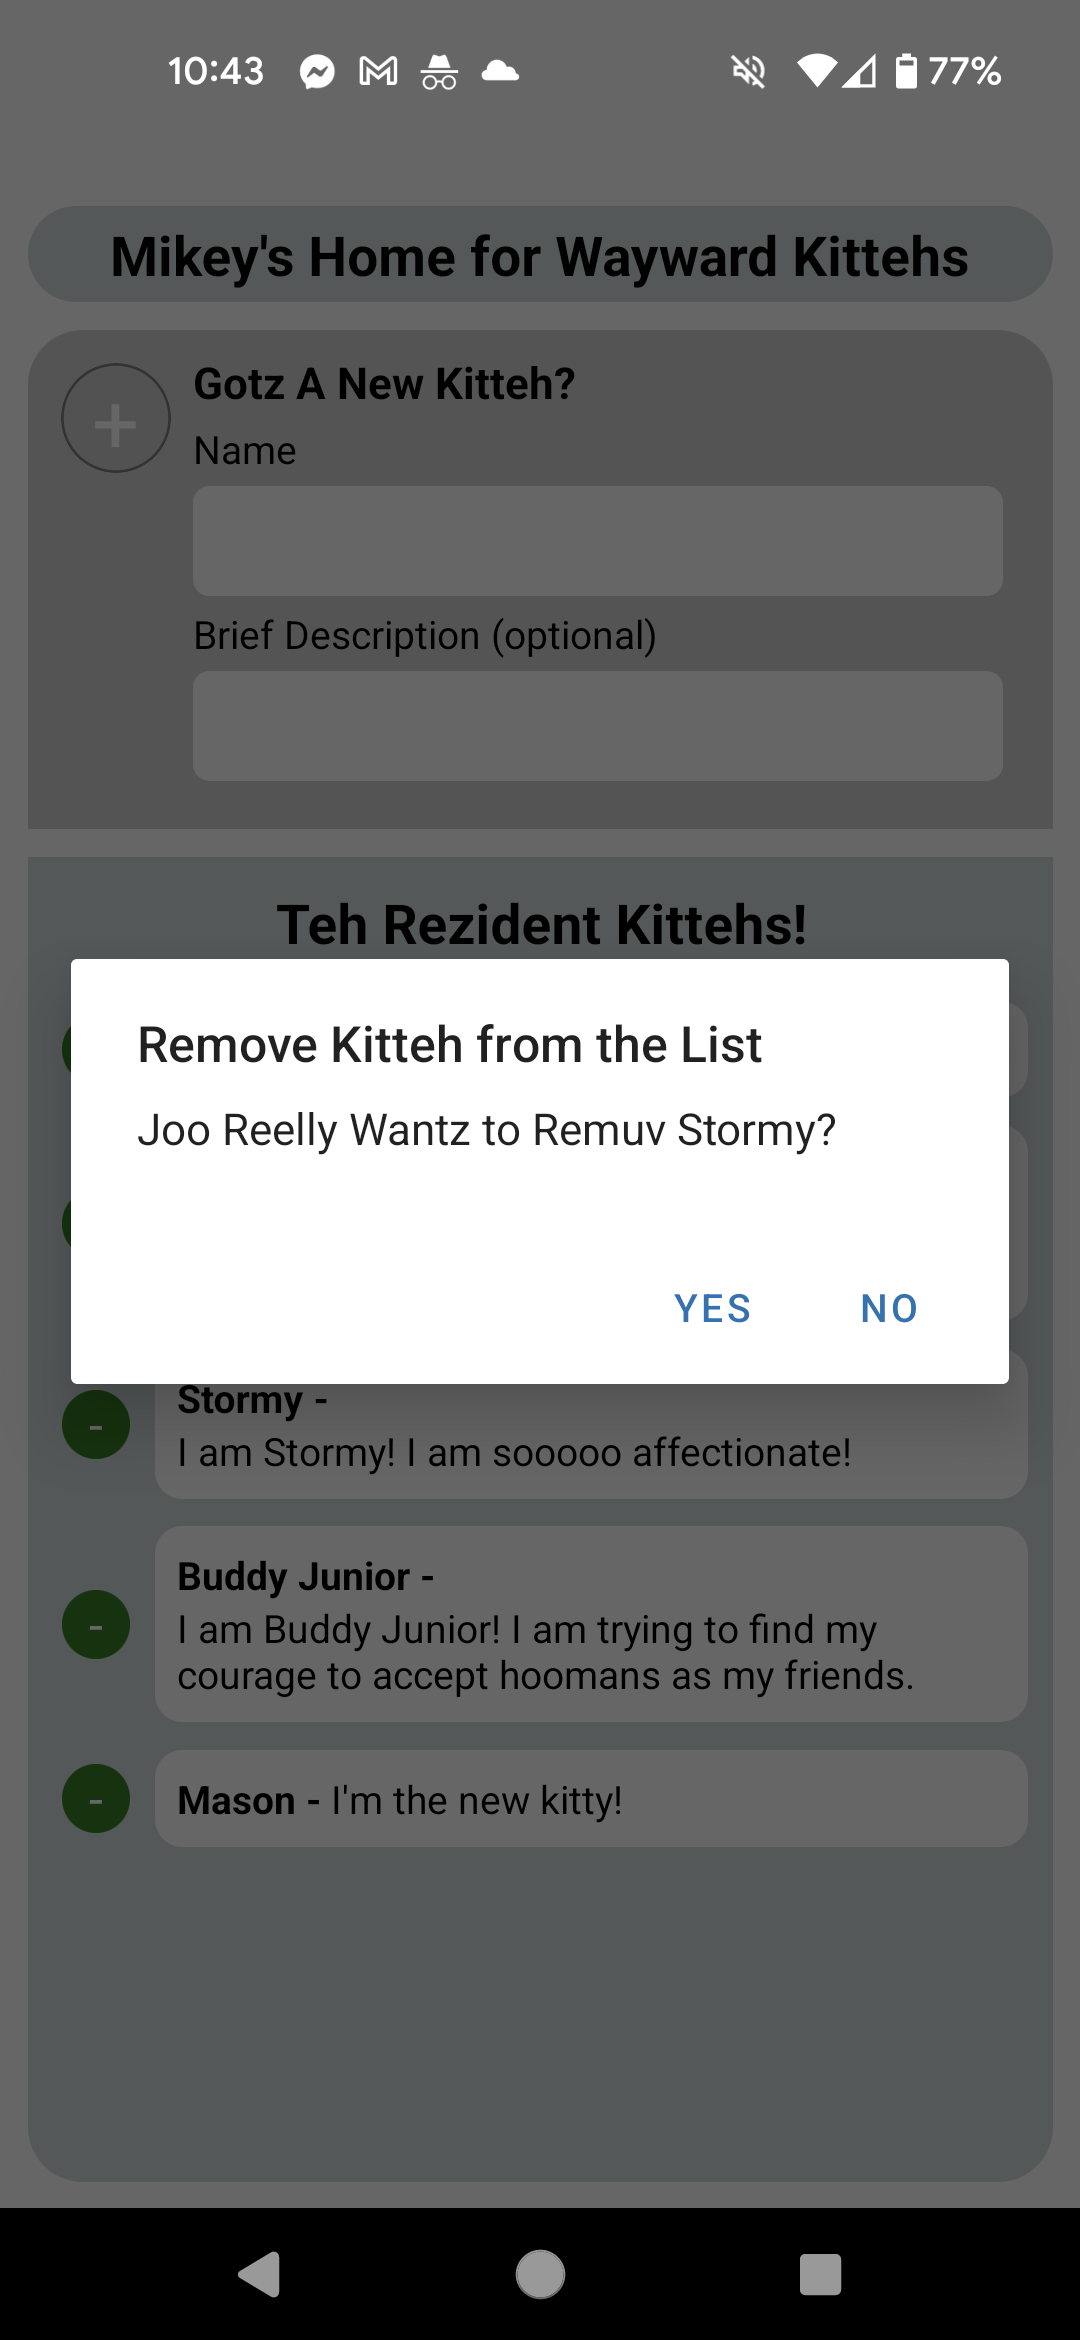 10:43 77%
Mikey's Home for Wayward Kittehs
+
Gotz A New Kitteh?
Name
Brief Description (optional)
Teh Rezident Kittehs!
Remove Kitteh from the List
Joo Reelly Wantz to Remuv Stormy?
YES NO
Stormy -
-
I am Stormy! I am sooooo affectionate!
Buddy Junior -
-
I am Buddy Junior! I am trying to find my
courage to accept hoomans as my friends.
- Mason - I'm the new kitty!